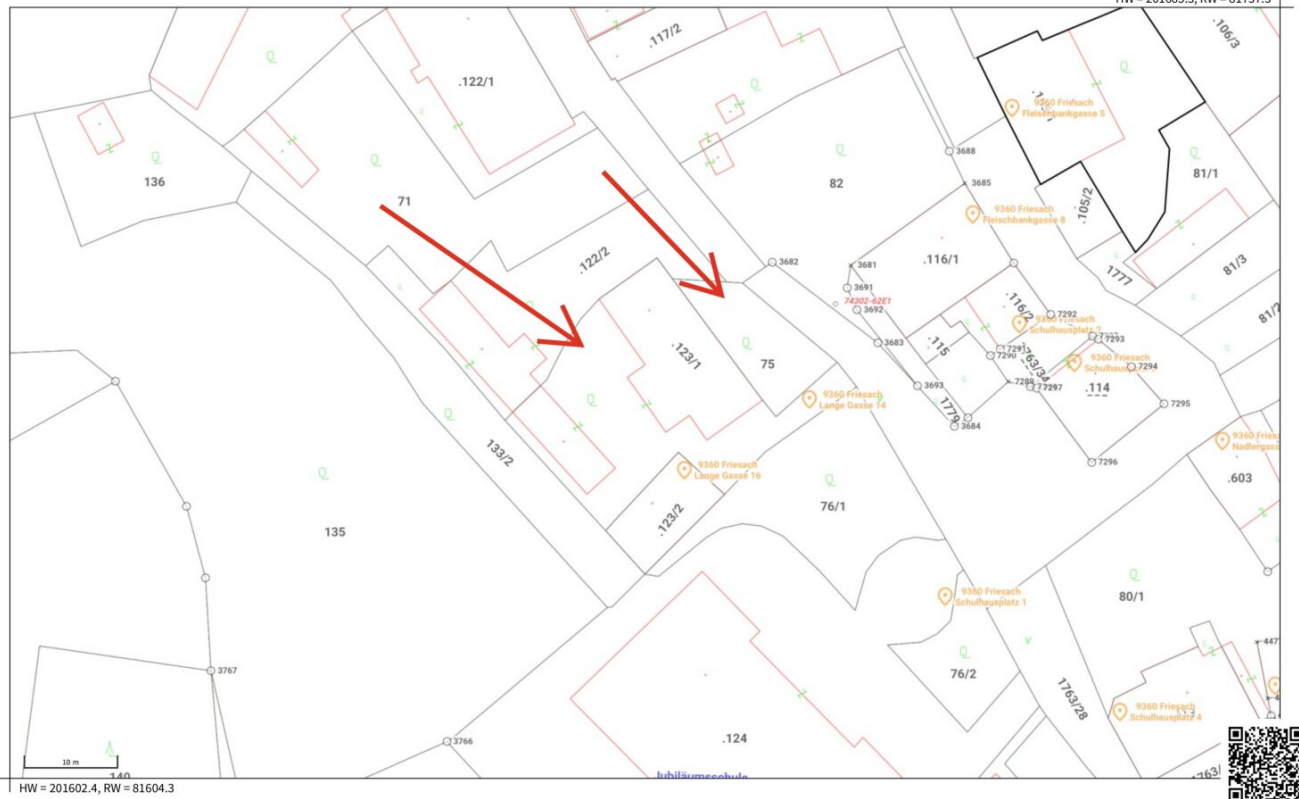 .117/2
.106/3
.122/1
9360 Friesach
Fleischbankgasse 5
3688
136
82
3685
81/1
71
.105/2
9360 Friesach
Fleischbankgasse 8
.122/2
3682
3681
.116/1
1777
81/3
3691
74302-62E1
3692
.116/2
7292
9360 Friesach
3683
.115
7293
.123/1
75
7290
1763/34
9360 Friesach
7294
7289
7297
.114
3693
9360 Friesach
Lange Gasse 14
1779
7295
3684
133/2
9360 Friesach
Lange Gasse 16
7296
.603
135
.123/2
76/1
9360 Friesach
Schulhausplatz 1
80/1
3767
76/2
1763/28
9360 Friesach
Schulhausplatz 4
3766
.124
10 m
Jubiläumsschule
HW = 201602.4, RW = 81604.3